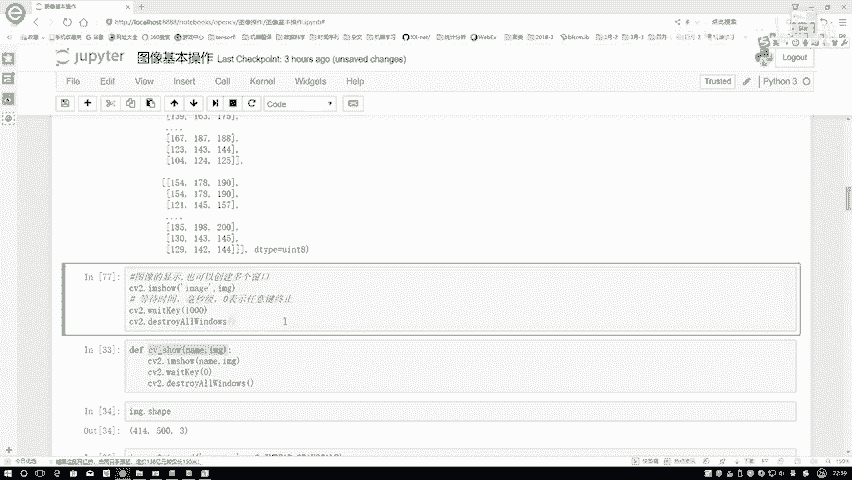 图像基本操作
http://localhost:8888/notebooks/opencv/图像操作/图像基本操作.ipynb#
jupyter 图像基本操作 Last Checkpoint: 3 hours ago (unsaved changes)
Logout
File Edit View Insert Cell Kernel Widgets Help
Trusted Python 3
Code
[139, 163, 175],
....
[167, 187, 188],
[123, 143, 144],
[104, 124, 125]],
[[154, 178, 190],
[154, 178, 190],
[121, 145, 157],
....
[185, 198, 200],
[130, 143, 145],
[129, 142, 144]]], dtype=uint8)
In [77]: #图像的显示,也可以创建多个窗口
cv2.imshow('image',img)
# 等待时间，毫秒级，0表示任意键终止
cv2.waitKey(1000)
cv2.destroyAllWindows()
In [33]: def cv_show(name,img):
cv2.imshow(name,img)
cv2.waitKey(0)
cv2.destroyAllWindows()
In [34]: img.shape
Out[34]: (414, 500, 3)
22:59